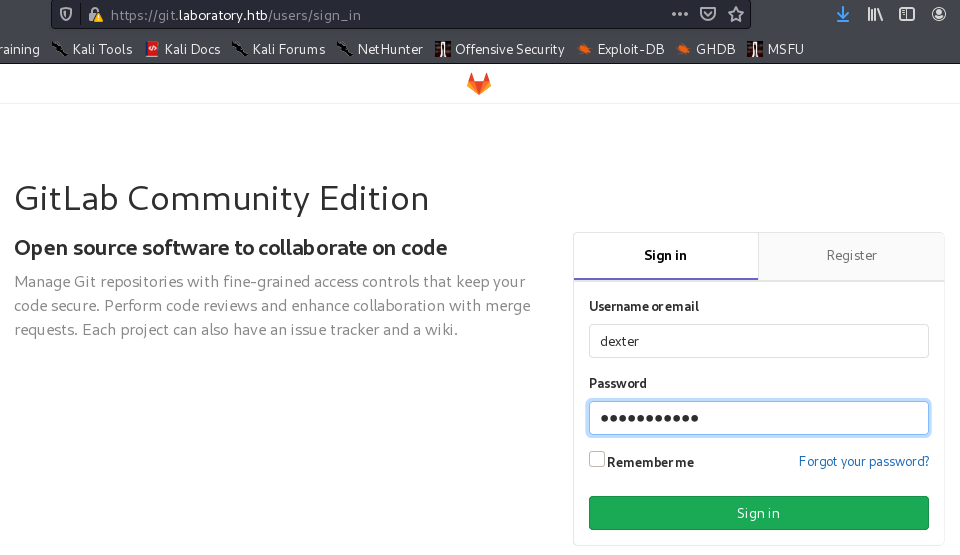 https://git.laboratory.htb/users/sign_in
raining Kali Tools Kali Docs Kali Forums NetHunter Offensive Security Exploit-DB GHDB MSFU
GitLab Community Edition
Open source software to collaborate on code
Manage Git repositories with fine-grained access controls that keep your
code secure. Perform code reviews and enhance collaboration with merge
requests. Each project can also have an issue tracker and a wiki.
Sign in Register
Username or email
dexter
Password
●●●●●●●●●●●
Remember me Forgot your password?
Sign in